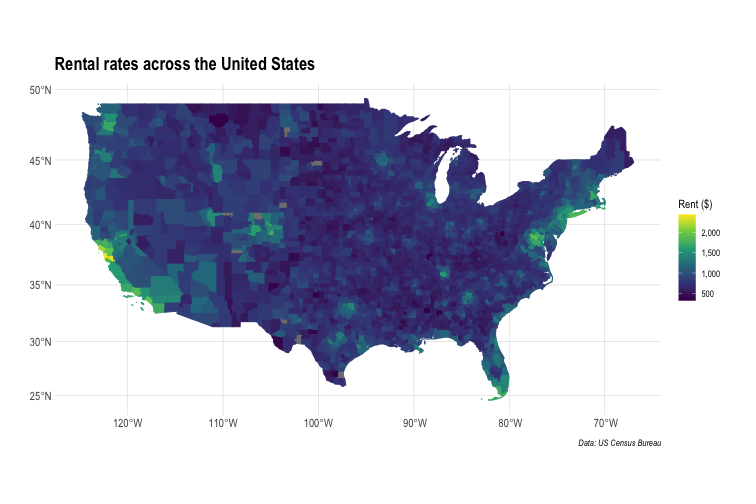 Rental rates across the United States
50°N
45°N
40°N
35°N
30°N
25°N
120°W 110°W 100°W 90°W 80°W 70°W
Rent ($)
2,000
1,500
1,000
500
Data: US Census Bureau